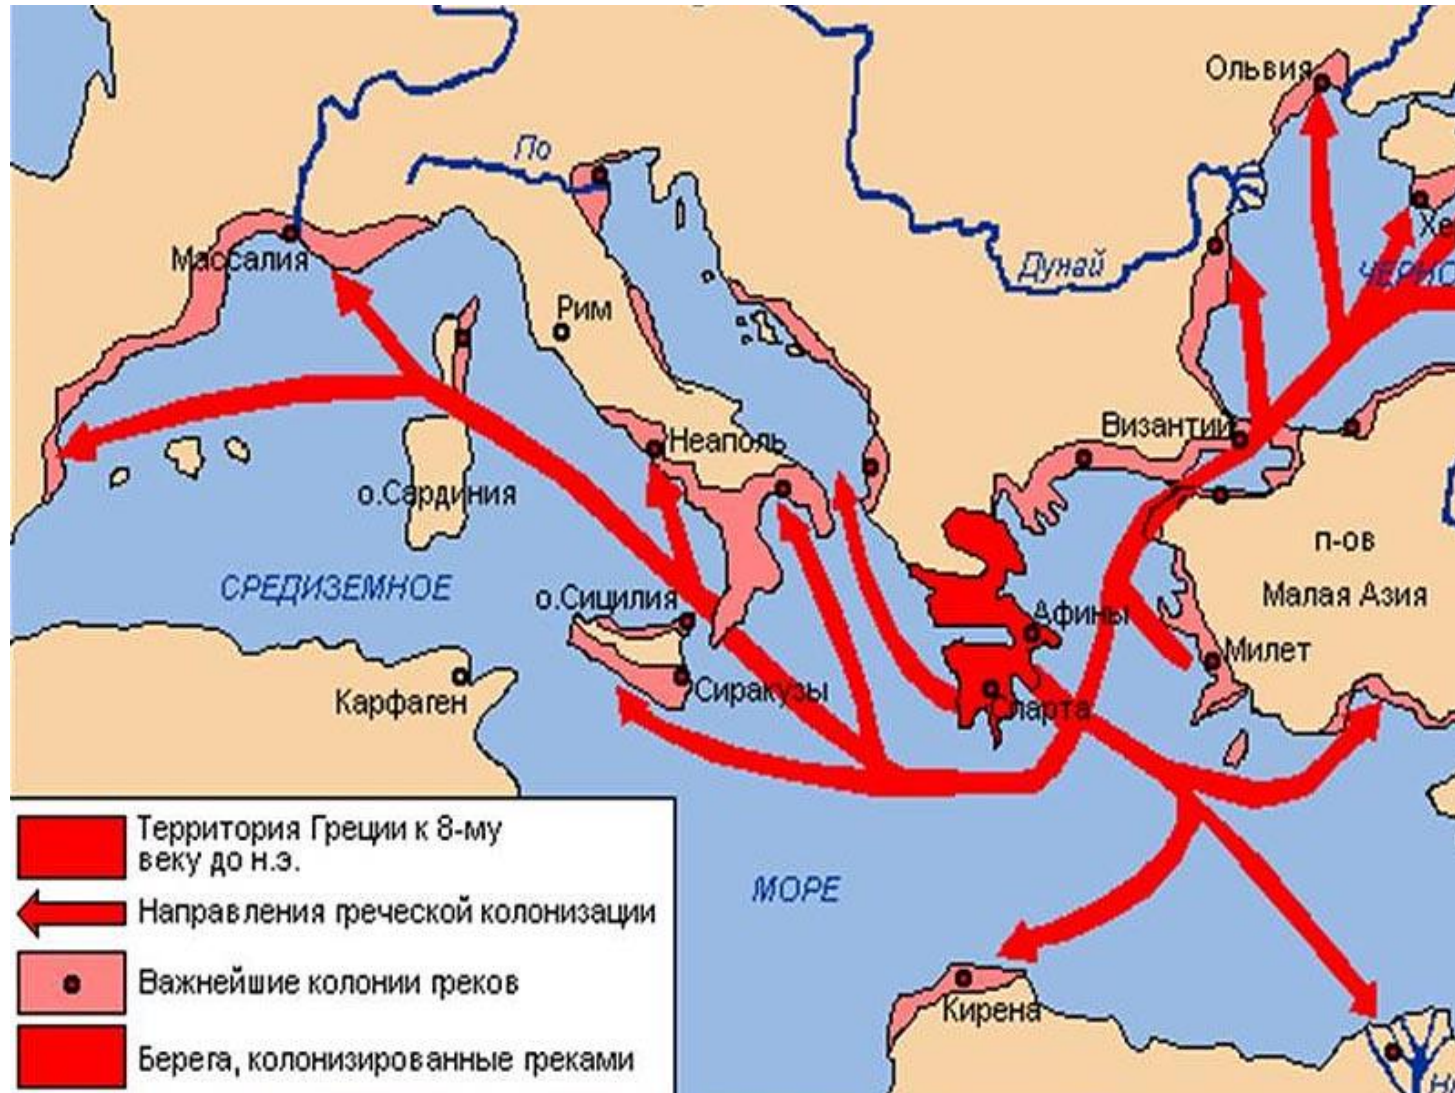 Ольвия
По
Массалия
Дунай
Рим
Византий
Неаполь
о.Сардиния
п-ов
Малая Азия
СРЕДИЗЕМНОЕ
о.Сицилия
Афины
Милет
Карфаген
Сиракузы
Спарта
МОРЕ
Кирена
Территория Греции к 8-му
веку до н.э.
Направления греческой колонизации
Важнейшие колонии греков
Берега, колонизированные греками